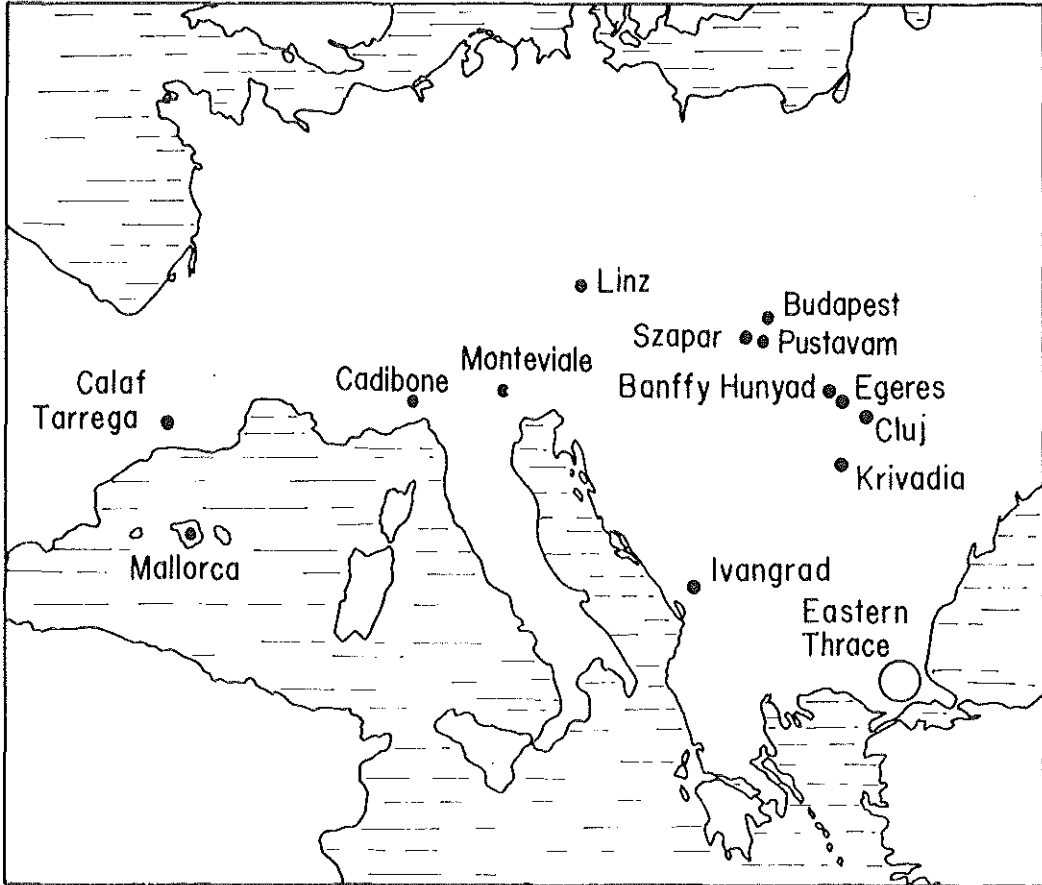 Linz
Budapest
Szapar
Pustavam
Monteviale
Cadibone
Banffy Hunyad
Egeres
Calaf
Tarrega
Cluj
Krivadia
Mallorca
Ivangrad
Eastern
Thrace